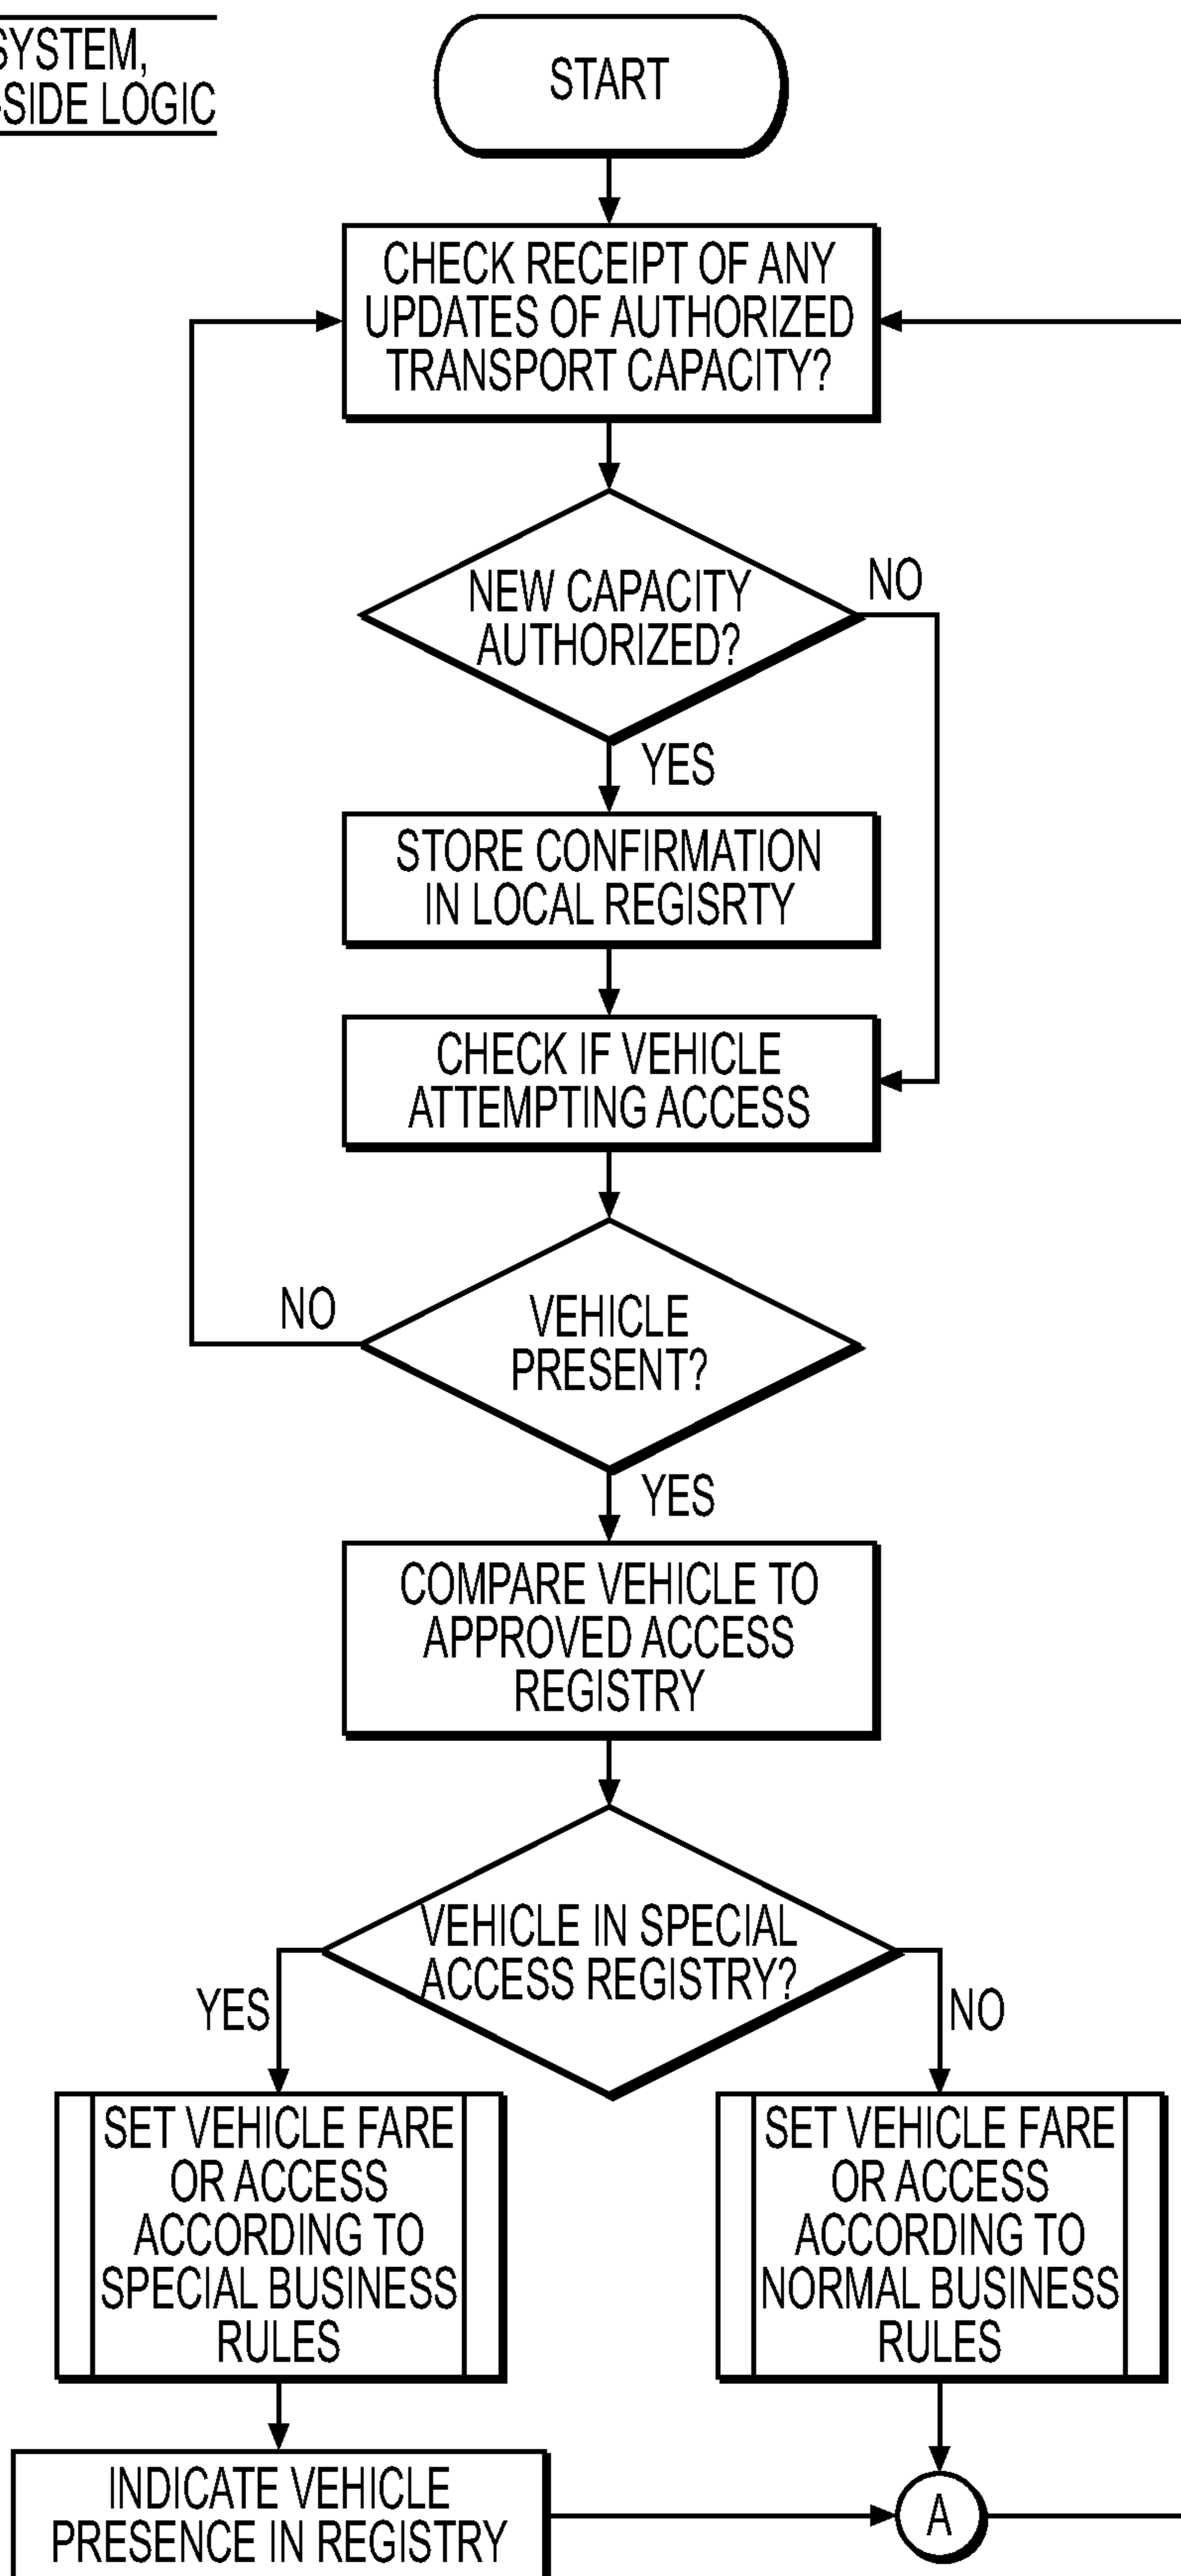 SYSTEM,
-SIDE LOGIC
START
CHECK RECEIPT OF ANY
UPDATES OF AUTHORIZED
TRANSPORT CAPACITY?
NEW CAPACITY
AUTHORIZED?
NO
YES
STORE CONFIRMATION
IN LOCAL REGISRTY
CHECK IF VEHICLE
ATTEMPTING ACCESS
VEHICLE
PRESENT?
NO
YES
COMPARE VEHICLE TO
APPROVED ACCESS
REGISTRY
VEHICLE IN SPECIAL
ACCESS REGISTRY?
YES
NO
SET VEHICLE FARE
OR ACCESS
ACCORDING TO
SPECIAL BUSINESS
RULES
SET VEHICLE FARE
OR ACCESS
ACCORDING TO
NORMAL BUSINESS
RULES
INDICATE VEHICLE
PRESENCE IN REGISTRY
A